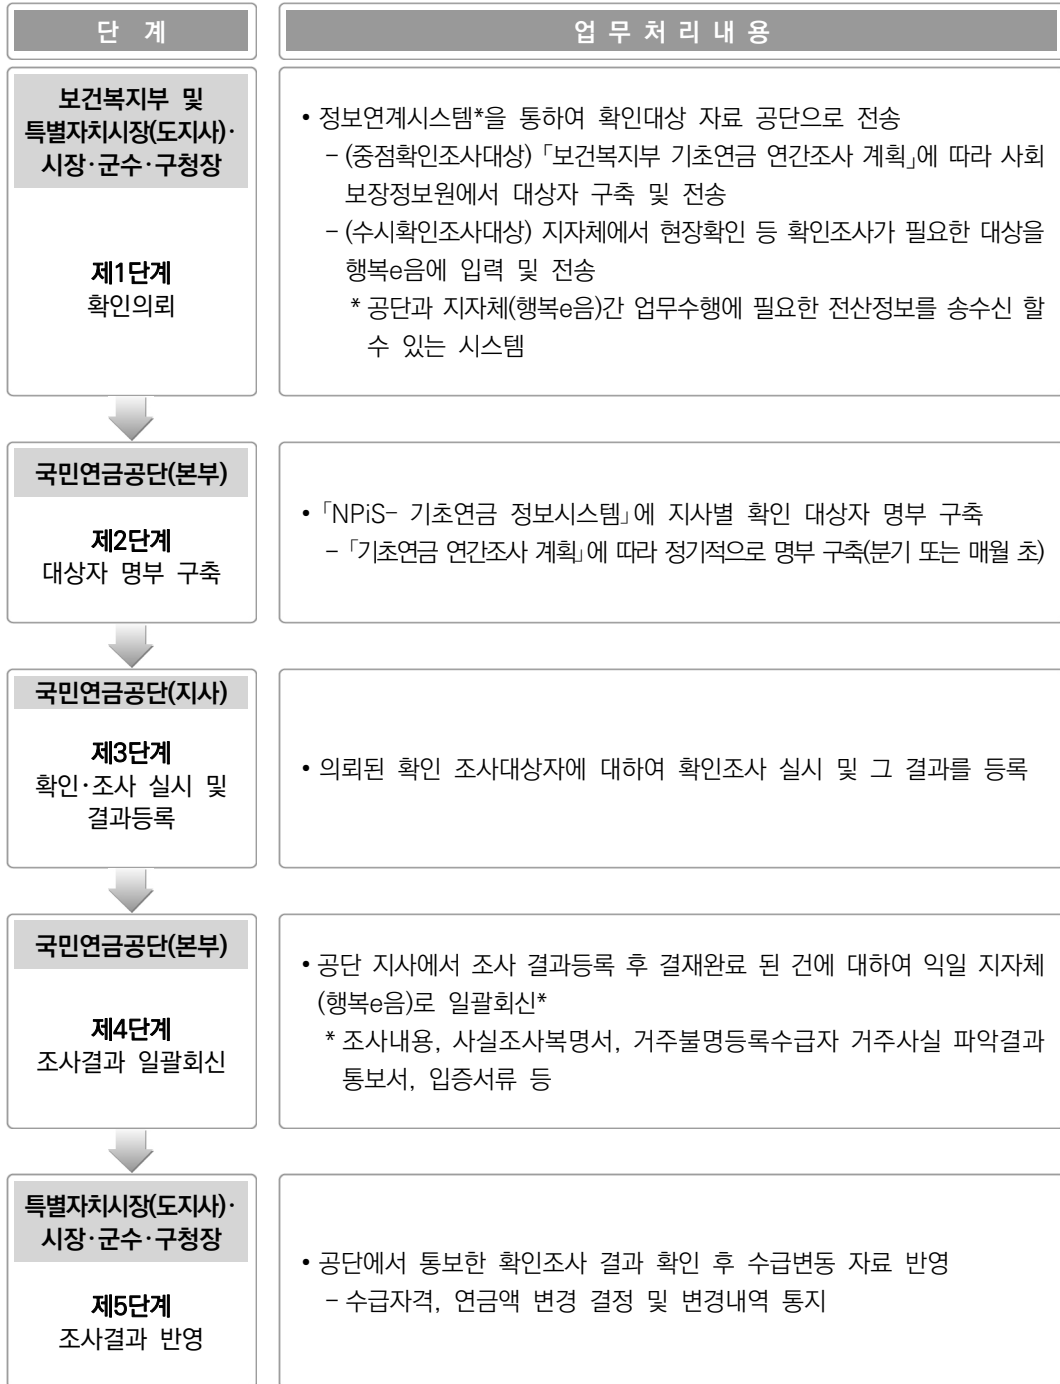 단 계
업 무 처 리 내 용
보건복지부 및
특별자치시장(도지사)·
시장·군수·구청장
제1단계
확인의뢰
• 정보연계시스템*을 통하여 확인대상 자료 공단으로 전송
- (중점확인조사대상) 「보건복지부 기초연금 연간조사 계획」에 따라 사회
보장정보원에서 대상자 구축 및 전송
- (수시확인조사대상) 지자체에서 현장확인 등 확인조사가 필요한 대상을
행복e음에 입력 및 전송
* 공단과 지자체(행복e음)간 업무수행에 필요한 전산정보를 송수신 할
수 있는 시스템
국민연금공단(본부)
제2단계
대상자 명부 구축
• 「NPiS- 기초연금 정보시스템」에 지사별 확인 대상자 명부 구축
- 「기초연금 연간조사 계획」에 따라 정기적으로 명부 구축(분기 또는 매월 초)
국민연금공단(지사)
제3단계
확인·조사 실시 및
결과등록
• 의뢰된 확인 조사대상자에 대하여 확인조사 실시 및 그 결과를 등록
국민연금공단(본부)
제4단계
조사결과 일괄회신
• 공단 지사에서 조사 결과등록 후 결재완료 된 건에 대하여 익일 지자체
(행복e음)로 일괄회신*
* 조사내용, 사실조사복명서, 거주불명등록수급자 거주사실 파악결과
통보서, 입증서류 등
특별자치시장(도지사)·
시장·군수·구청장
제5단계
조사결과 반영
• 공단에서 통보한 확인조사 결과 확인 후 수급변동 자료 반영
- 수급자격, 연금액 변경 결정 및 변경내역 통지